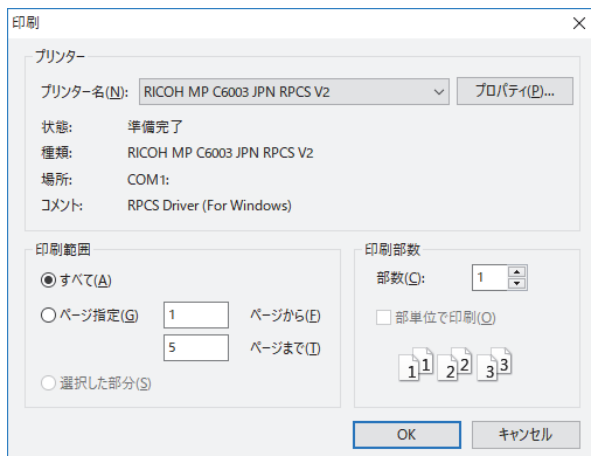 印刷
プリンター
プリンター名(N): RICOH MP C6003 JPN RPCS V2 プロパティ(P)...
状態: 準備完了
種類: RICOH MP C6003 JPN RPCS V2
場所: COM1:
コメント: RPCS Driver (For Windows)
印刷範囲
すべて(A)
ページ指定(G) 1 ページから(F)
5 ページまで(T)
選択した部分(S)
印刷部数
部数(C): 1
部単位で印刷(O)
1 1 2 2 3 3
OK キャンセル